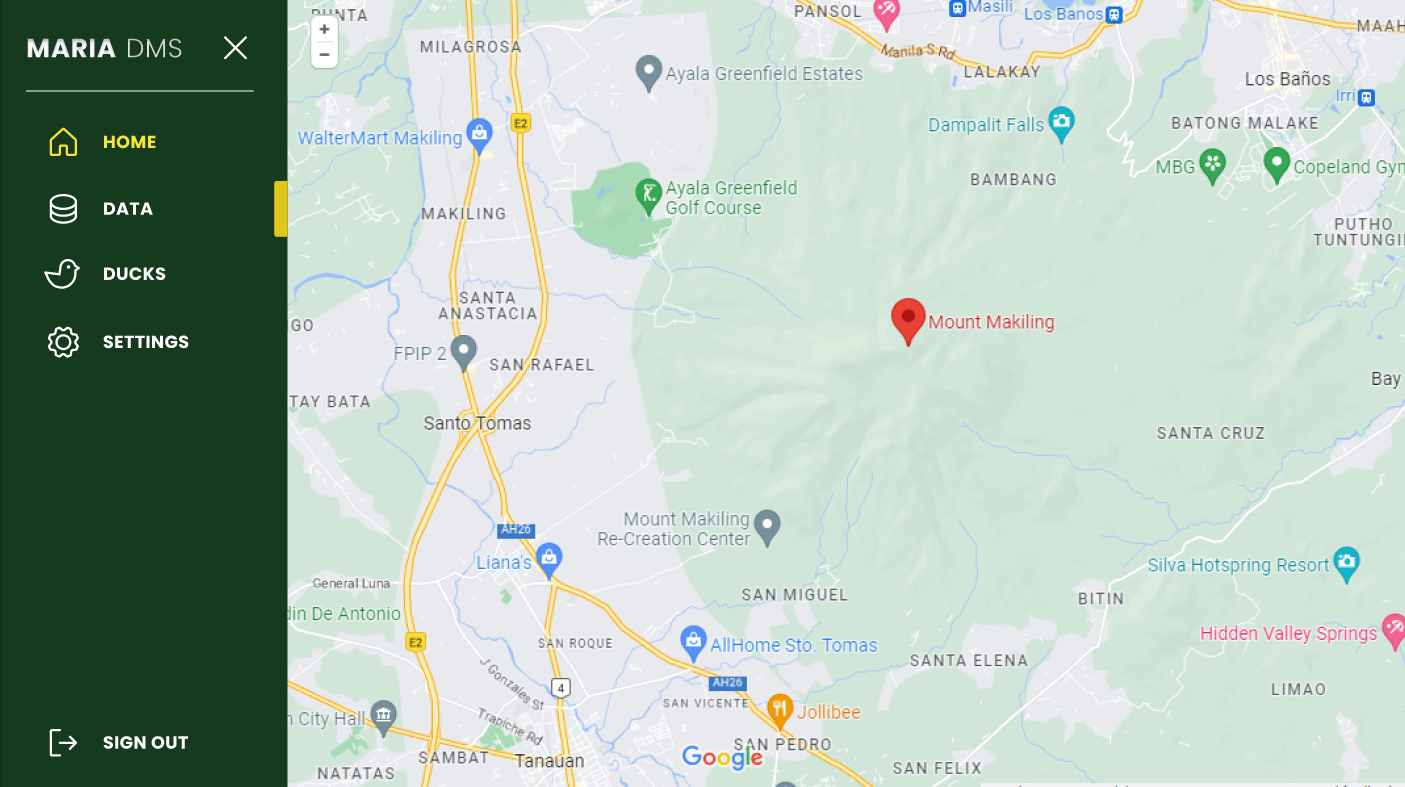 MARIA DMS
HOME
DATA
DUCKS
SETTINGS
SIGN OUT
+
−
PUNTA
MILAGROSA
PANSOL
Masili
Los Banos
MAAH
Manila S Rd
LALAKAY
Ayala Greenfield Estates
Los Baños
Irri
E2
WalterMart Makiling
Dampalit Falls
BATONG MALAKE
MBG
Copeland Gym
BAMBANG
Ayala Greenfield
Golf Course
MAKILING
PUTHO
TUNTUNGI
SANTA
ANASTACIA
GO
Mount Makiling
FPIP 2
SAN RAFAEL
Bay
TAY BATA
Santo Tomas
SANTA CRUZ
AH26
Mount Makiling
Re-Creation Center
Liana's
Silva Hotspring Resort
General Luna
SAN MIGUEL
BITIN
din De Antonio
E2
SAN ROQUE
AllHome Sto. Tomas
Hidden Valley Springs
SANTA ELENA
J Gonzales St
4
AH26
SAN VICENTE
LIMAO
n City Hall
Trapiche Rd
Jollibee
SAN PEDRO
SAMBAT
Tanauan
Google
NATATAS
SAN FELIX